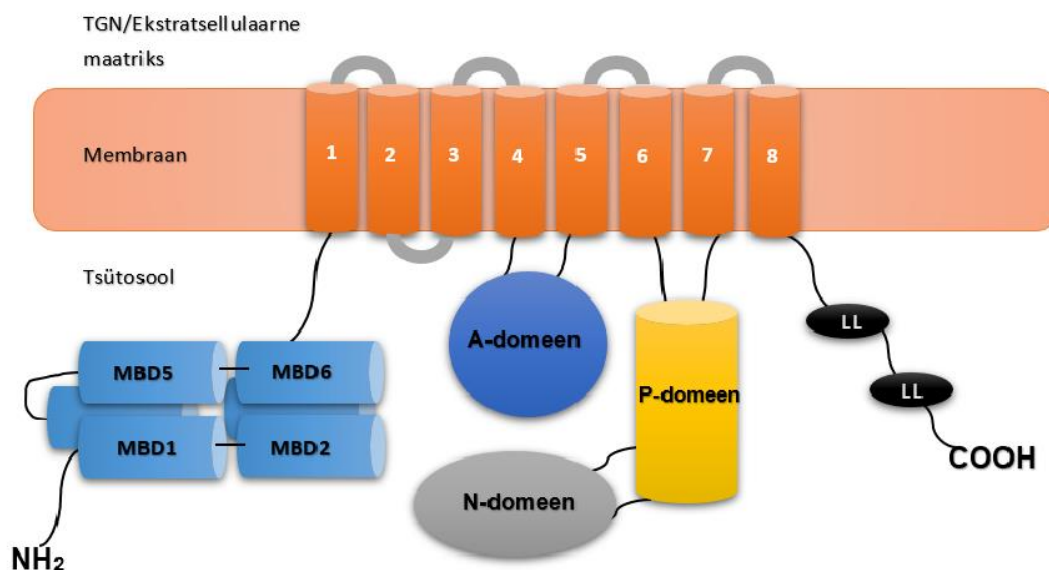 TGN/Ekstratsellulaarne
maatriks
Membraan
1 2 3 4 5 6 7 8
Tsütosool
A-domeen
LL
MBD5 MBD6
P-domeen
LL
MBD1 MBD2
COOH
N-domeen
NH₂